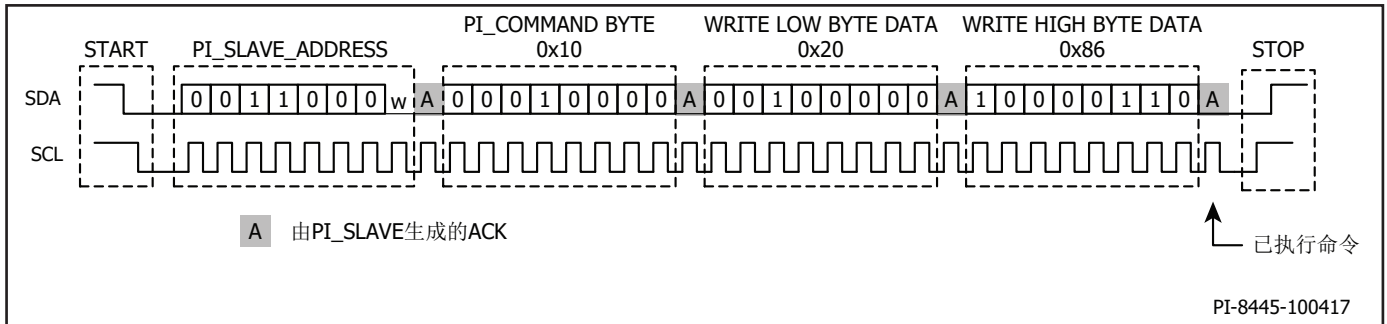 START PI_SLAVE_ADDRESS PI_COMMAND BYTE 0x10 WRITE LOW BYTE DATA 0x20 WRITE HIGH BYTE DATA 0x86 STOP
SDA 0 0 1 1 0 0 0 w A 0 0 0 1 0 0 0 0 A 0 0 1 0 0 0 0 0 A 1 0 0 0 0 1 1 0 A
SCL
A 由PI_SLAVE生成的ACK
已执行命令
PI-8445-100417